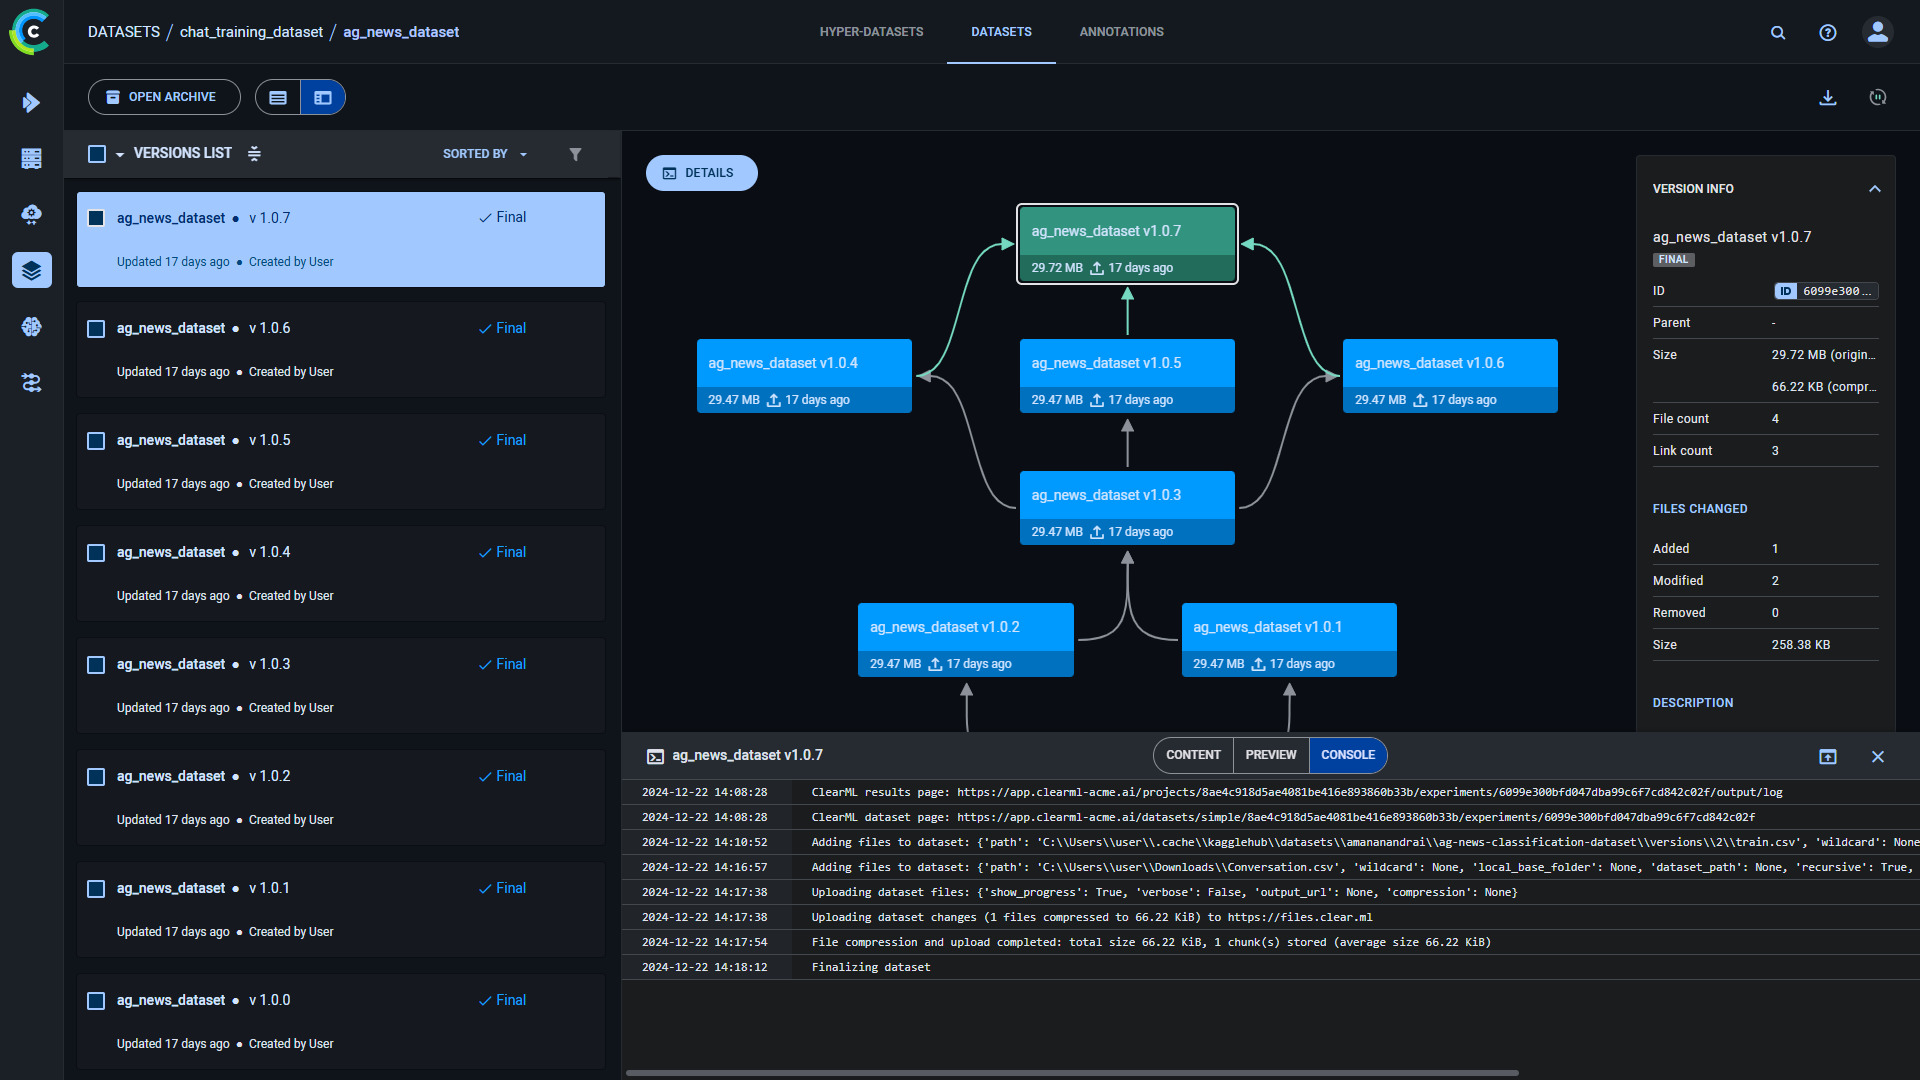 DATASETS / chat_training_dataset / ag_news_dataset
HYPER-DATASETS
DATASETS
ANNOTATIONS
OPEN ARCHIVE
VERSIONS LIST
SORTED BY
ag_news_dataset ● v 1.0.7
Final
Updated 17 days ago ● Created by User
ag_news_dataset ● v 1.0.6
Final
Updated 17 days ago ● Created by User
ag_news_dataset ● v 1.0.5
Final
Updated 17 days ago ● Created by User
ag_news_dataset ● v 1.0.4
Final
Updated 17 days ago ● Created by User
ag_news_dataset ● v 1.0.3
Final
Updated 17 days ago ● Created by User
ag_news_dataset ● v 1.0.2
Final
Updated 17 days ago ● Created by User
ag_news_dataset ● v 1.0.1
Final
Updated 17 days ago ● Created by User
ag_news_dataset ● v 1.0.0
Final
Updated 17 days ago ● Created by User
DETAILS
ag_news_dataset v1.0.7
29.72 MB 17 days ago
ag_news_dataset v1.0.4
29.47 MB 17 days ago
ag_news_dataset v1.0.5
29.47 MB 17 days ago
ag_news_dataset v1.0.6
29.47 MB 17 days ago
ag_news_dataset v1.0.3
29.47 MB 17 days ago
ag_news_dataset v1.0.2
29.47 MB 17 days ago
ag_news_dataset v1.0.1
29.47 MB 17 days ago
VERSION INFO
ag_news_dataset v1.0.7
FINAL
ID ID 6099e300...
Parent -
Size 29.72 MB (origin...
66.22 KB (compr...
File count 4
Link count 3
FILES CHANGED
Added 1
Modified 2
Removed 0
Size 258.38 KB
DESCRIPTION
ag_news_dataset v1.0.7
CONTENT
PREVIEW
CONSOLE
2024-12-22 14:08:28 ClearML results page: https://app.clearml-acme.ai/projects/8ae4c918d5ae4081be416e893860b33b/experiments/6099e300bfd047dba99c6f7cd842c02f/output/log
2024-12-22 14:08:28 ClearML dataset page: https://app.clearml-acme.ai/datasets/simple/8ae4c918d5ae4081be416e893860b33b/experiments/6099e300bfd047dba99c6f7cd842c02f
2024-12-22 14:10:52 Adding files to dataset: {'path': 'C:\\Users\\user\\.cache\\kagglehub\\datasets\\amananandrai\\ag-news-classification-dataset\\versions\\2\\train.csv', 'wildcard': None
2024-12-22 14:16:57 Adding files to dataset: {'path': 'C:\\Users\\user\\Downloads\\Conversation.csv', 'wildcard': None, 'local_base_folder': None, 'dataset_path': None, 'recursive': True,
2024-12-22 14:17:38 Uploading dataset files: {'show_progress': True, 'verbose': False, 'output_url': None, 'compression': None}
2024-12-22 14:17:38 Uploading dataset changes (1 files compressed to 66.22 KiB) to https://files.clear.ml
2024-12-22 14:17:54 File compression and upload completed: total size 66.22 KiB, 1 chunk(s) stored (average size 66.22 KiB)
2024-12-22 14:18:12 Finalizing dataset